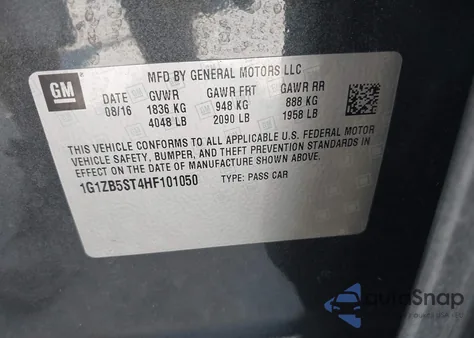 GM
MFD BY GENERAL MOTORS LLC
DATE GVWR GAWR FRT GAWR RR
08/16 1836 KG 948 KG 888 KG
4048 LB 2090 LB 1958 LB
THIS VEHICLE CONFORMS TO ALL APPLICABLE U.S. FEDERAL MOTOR
VEHICLE SAFETY, BUMPER, AND THEFT PREVENTION STANDARDS IN
EFFECT ON THE DATE OF MANUFACTURE SHOWN ABOVE.
1G1ZB5ST4HF101050 TYPE: PASS CAR
autoSnap